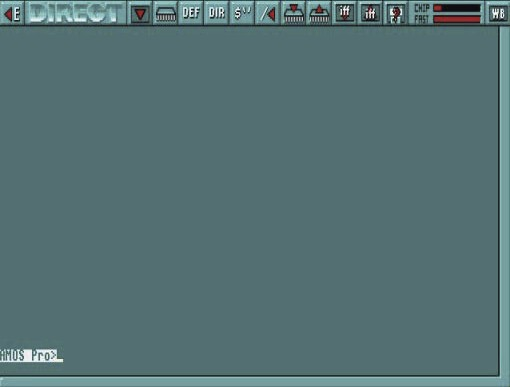 E DIRECT DEF DIR $ iff iff CHIP WB
FAST
AMOS Pro>_